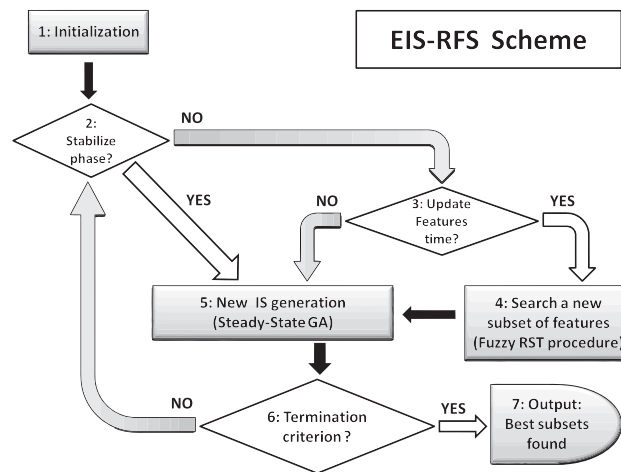 EIS-RFS Scheme
1: Initialization
2:
Stabilize
phase?
NO
YES
NO
3: Update
Features
time?
YES
5: New IS generation
(Steady-State GA)
4: Search a new
subset of features
(Fuzzy RST procedure)
NO
6: Termination
criterion ?
YES
7: Output:
Best subsets
found